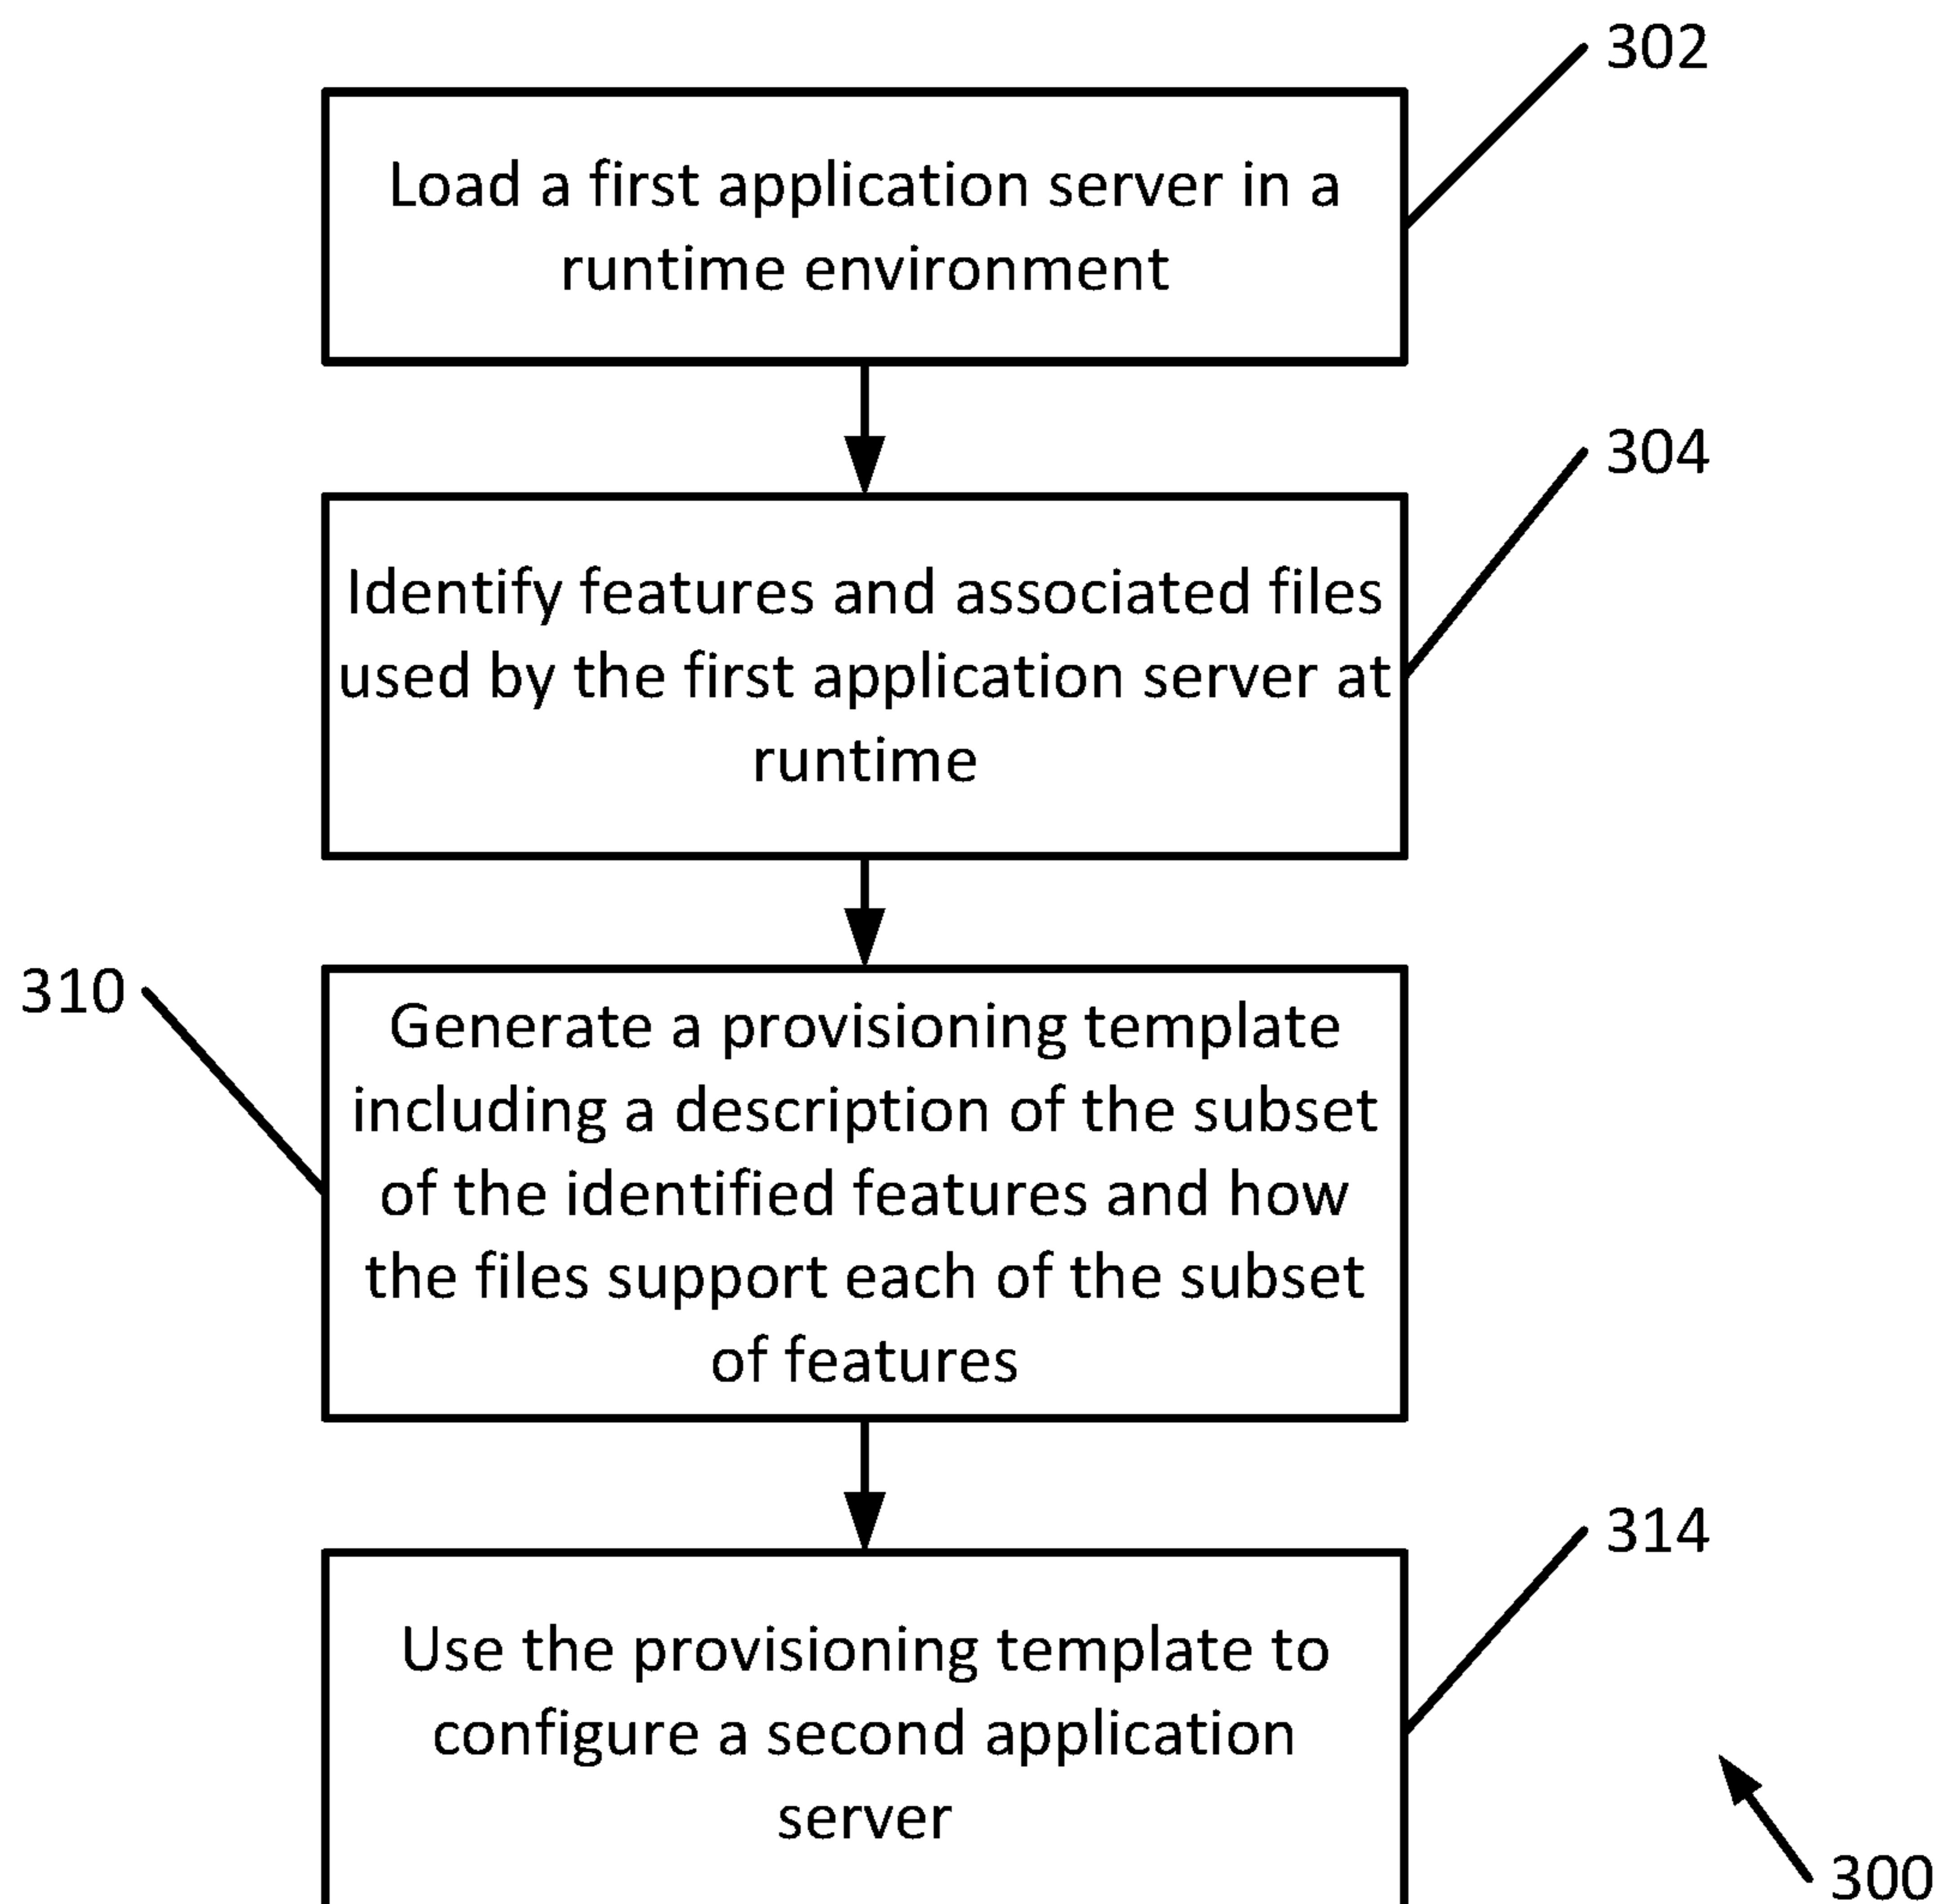 302
Load a first application server in a
runtime environment
304
Identify features and associated files
used by the first application server at
runtime
310
Generate a provisioning template
including a description of the subset
of the identified features and how
the files support each of the subset
of features
314
Use the provisioning template to
configure a second application
server
300